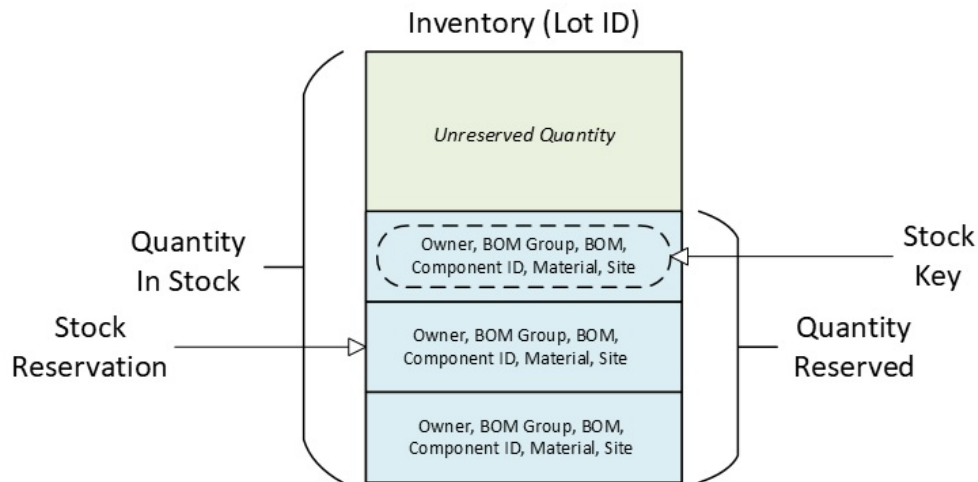 Inventory (Lot ID)
Unreserved Quantity
Quantity
In Stock
Owner, BOM Group, BOM,
Component ID, Material, Site
Stock
Key
Stock
Reservation
Owner, BOM Group, BOM,
Component ID, Material, Site
Quantity
Reserved
Owner, BOM Group, BOM,
Component ID, Material, Site